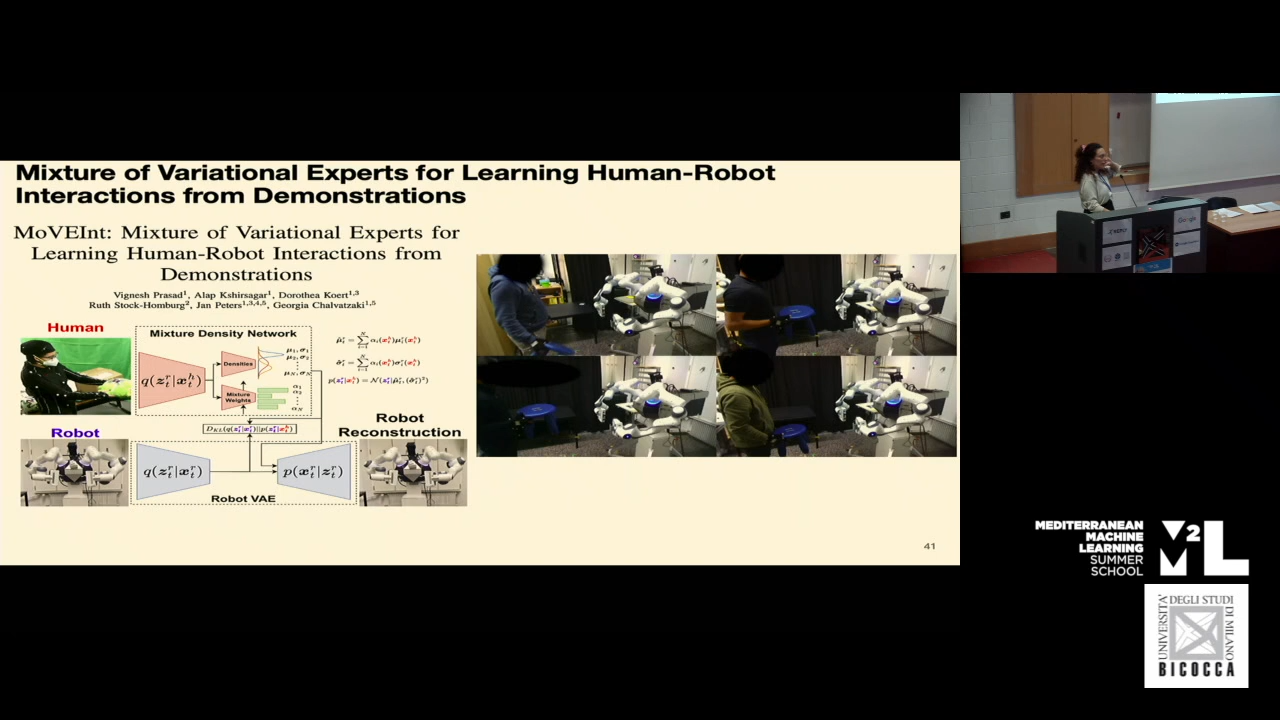 Mixture of Variational Experts for Learning Human-Robot
Interactions from Demonstrations
MoVEInt: Mixture of Variational Experts for
Learning Human-Robot Interactions from
Demonstrations
Vignesh Prasad¹, Alap Kshirsagar¹, Dorothea Koert¹,³
Ruth Stock-Homburg², Jan Peters¹,³,⁴,⁵, Georgia Chalvatzaki¹,⁵
Human
Mixture Density Network
Densities
Mixture
Weights
Robot
Robot
Reconstruction
Robot VAE
41
MEDITERRANEAN
MACHINE
LEARNING
SUMMER
SCHOOL
M²L
UNIVERSITÀ
DEGLI STUDI
DI MILANO
BICOCCA
Google